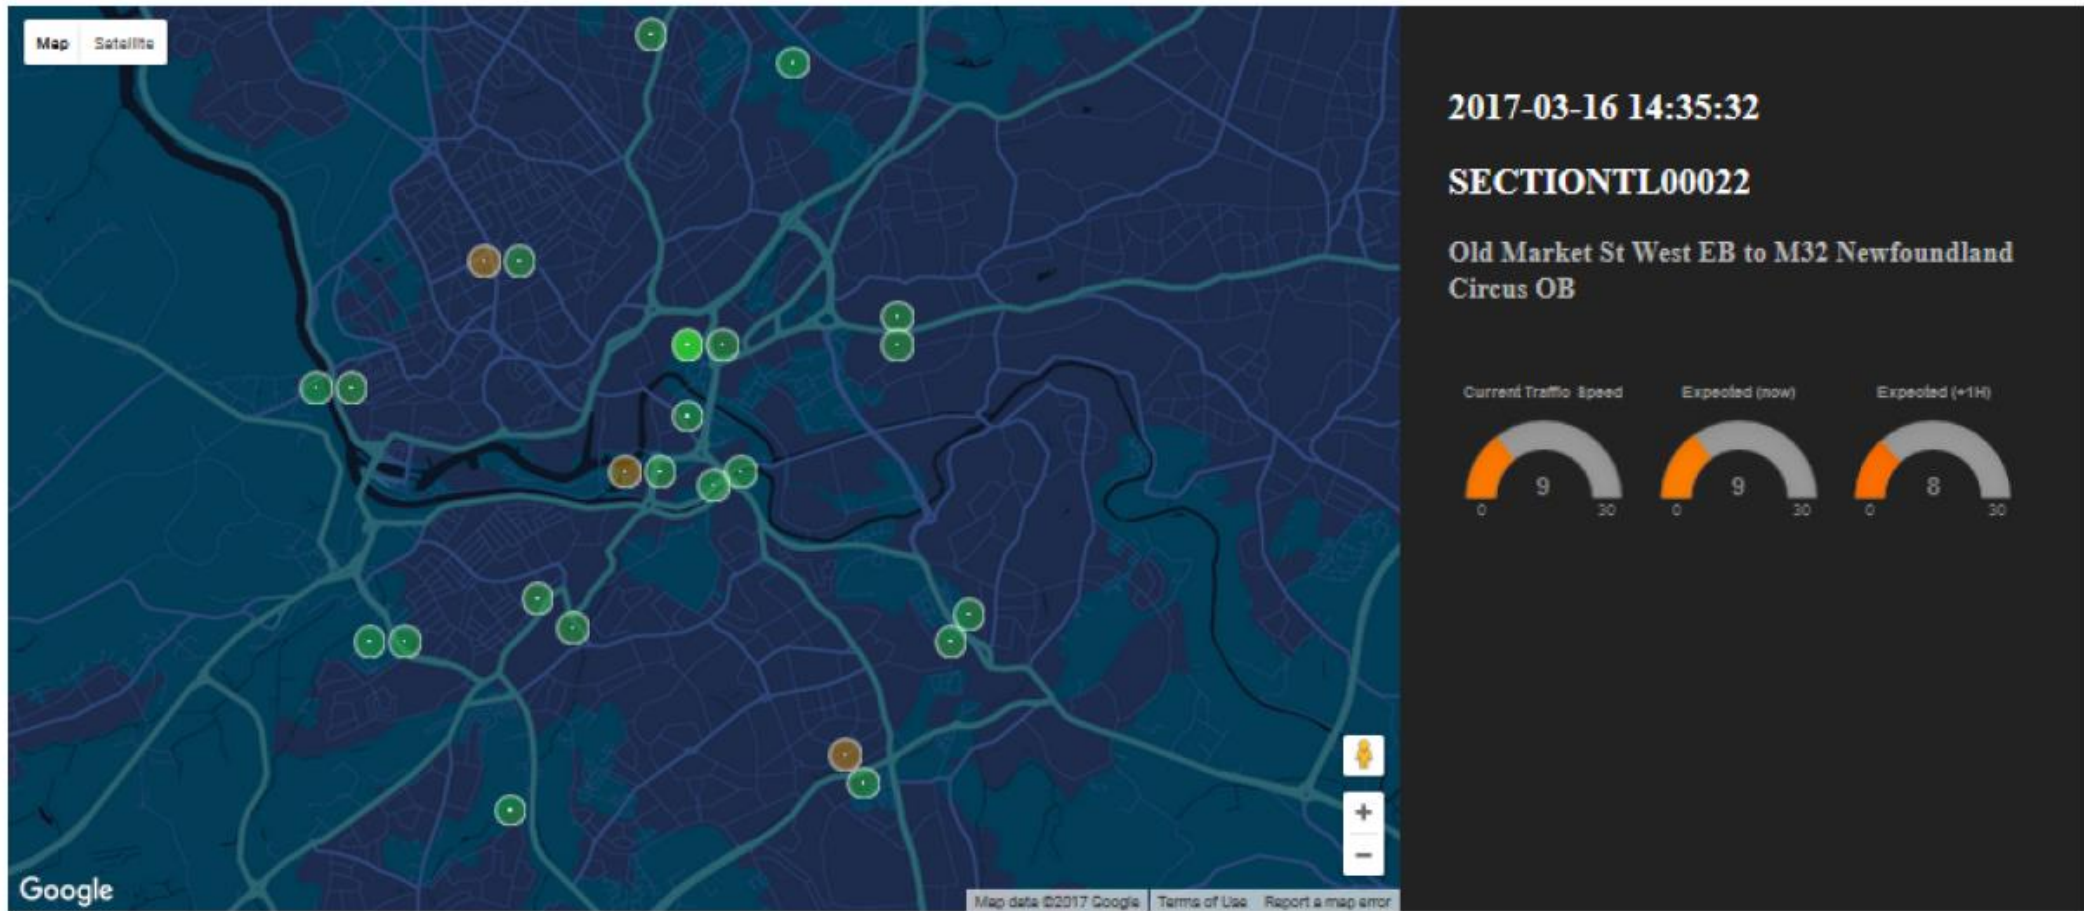 Map Satellite
2017-03-16 14:35:32
SECTIONTL00022
Old Market St West EB to M32 Newfoundland
Circus OB
Current Traffic Speed Expected (now) Expected (+1H)
9 9 8
0 30 0 30 0 30
+
−
Google
Map data ©2017 Google Terms of Use Report a map error